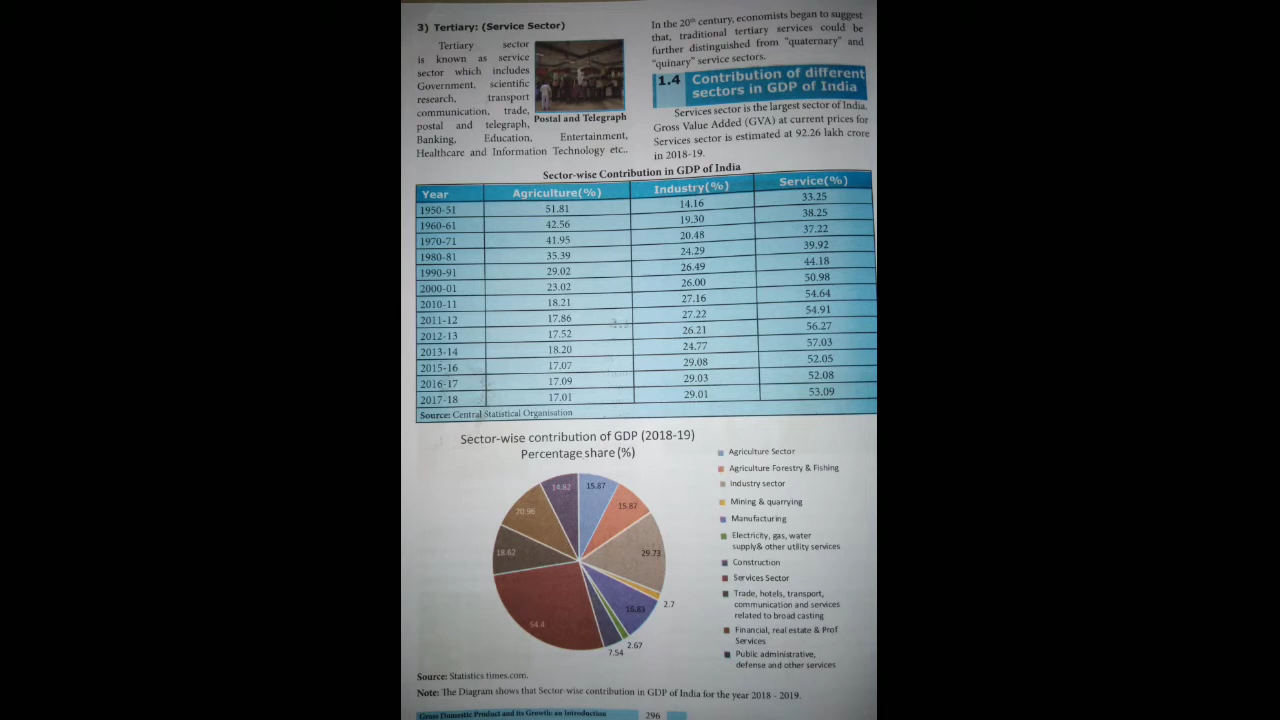 3) Tertiary: (Service Sector)
Tertiary sector
is known as service
sector which includes
Government, scientific
research, transport
communication, trade,
postal and telegraph,
Banking, Education, Entertainment,
Healthcare and Information Technology etc..
Postal and Telegraph
In the 20th century, economists began to suggest
that, traditional tertiary services could be
further distinguished from "quaternary" and
"quinary" service sectors.
1.4 Contribution of different
sectors in GDP of India
Services sector is the largest sector of India.
Gross Value Added (GVA) at current prices for
Services sector is estimated at 92.26 lakh crore
in 2018-19.
Sector-wise Contribution in GDP of India
Year Agriculture(%) Industry(%) Service(%)
1950-51 51.81 14.16 33.25
1960-61 42.56 19.30 38.25
1970-71 41.95 20.48 37.22
1980-81 35.39 24.29 39.92
1990-91 29.02 26.49 44.18
2000-01 23.02 26.00 50.98
2010-11 18.21 27.16 54.64
2011-12 17.86 27.22 54.91
2012-13 17.52 26.21 56.27
2013-14 18.20 24.77 57.03
2015-16 17.07 29.08 52.05
2016-17 17.09 29.03 52.08
2017-18 17.01 29.01 53.09
Source: Central Statistical Organisation
Sector-wise contribution of GDP (2018-19)
Percentage share (%)
14.82 15.87
20.96 15.87
18.62 29.73
2.7
54.4
2.67
7.54
Agriculture Sector
Agriculture Forestry & Fishing
Industry sector
Mining & quarrying
Manufacturing
Electricity, gas, water
supply& other utility services
Construction
Services Sector
Trade, hotels, transport,
communication and services
related to broad casting
Financial, real estate & Prof
Services
Public administrative,
defense and other services
Source: Statistics times.com.
Note: The Diagram shows that Sector-wise contribution in GDP of India for the year 2018 - 2019.
Gross Domestic Product and its Growth: an Introduction 296